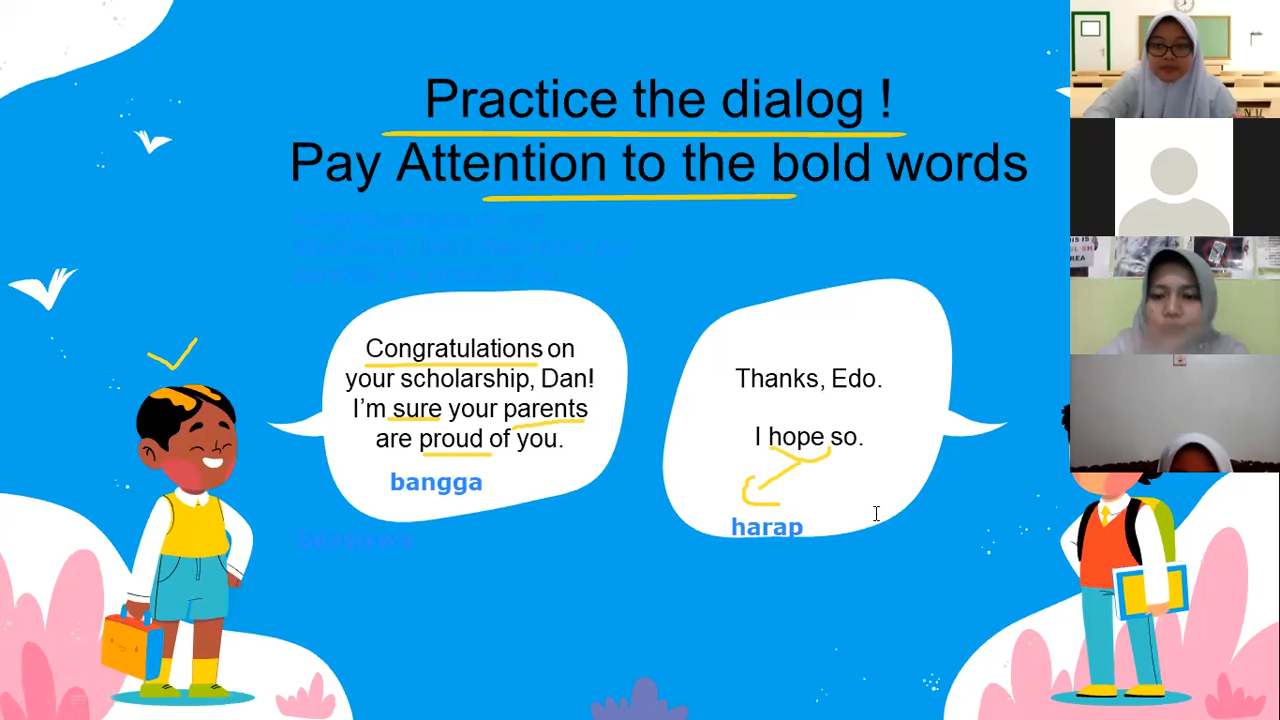 Practice the dialog !
Pay Attention to the bold words
Congratulations on
your scholarship, Dan!
I'm sure your parents
are proud of you.
bangga
Thanks, Edo.
I hope so.
harap